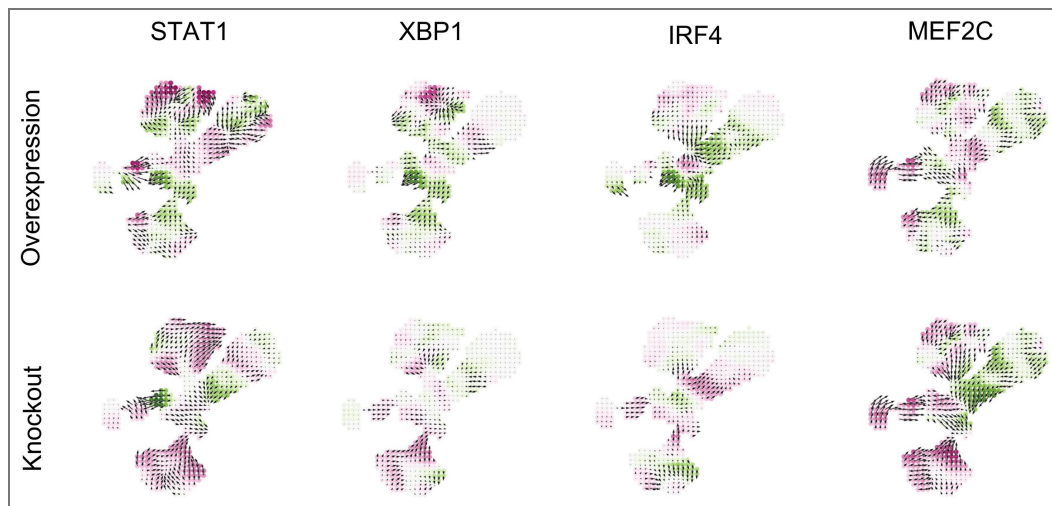 STAT1
XBP1
IRF4
MEF2C
Overexpression
Knockout